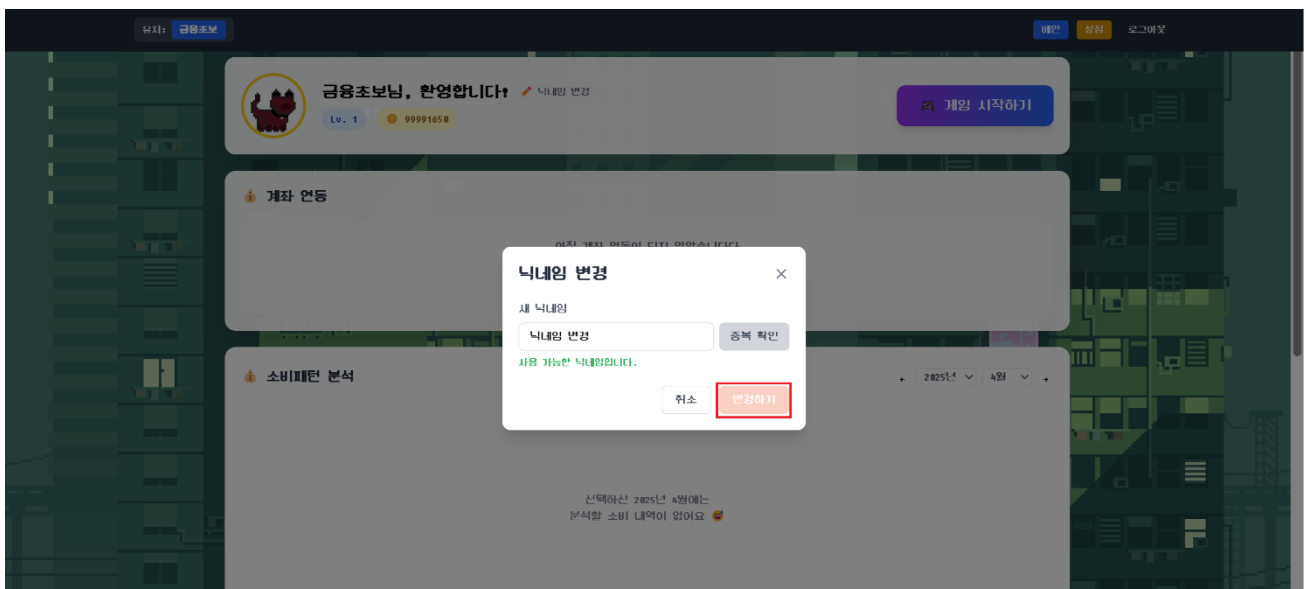 유저: 금융초보
메인 상점 로그아웃
금융초보님, 환영합니다! 닉네임 변경
Lv. 1 99991650
게임 시작하기
계좌 연동
아직 계좌 연동이 되지 않았습니다
닉네임 변경 ×
새 닉네임
닉네임 변경 중복 확인
사용 가능한 닉네임입니다.
취소 변경하기
소비패턴 분석 ← 2025년 4월 →
선택하신 2025년 4월에는
분석할 소비 내역이 없어요